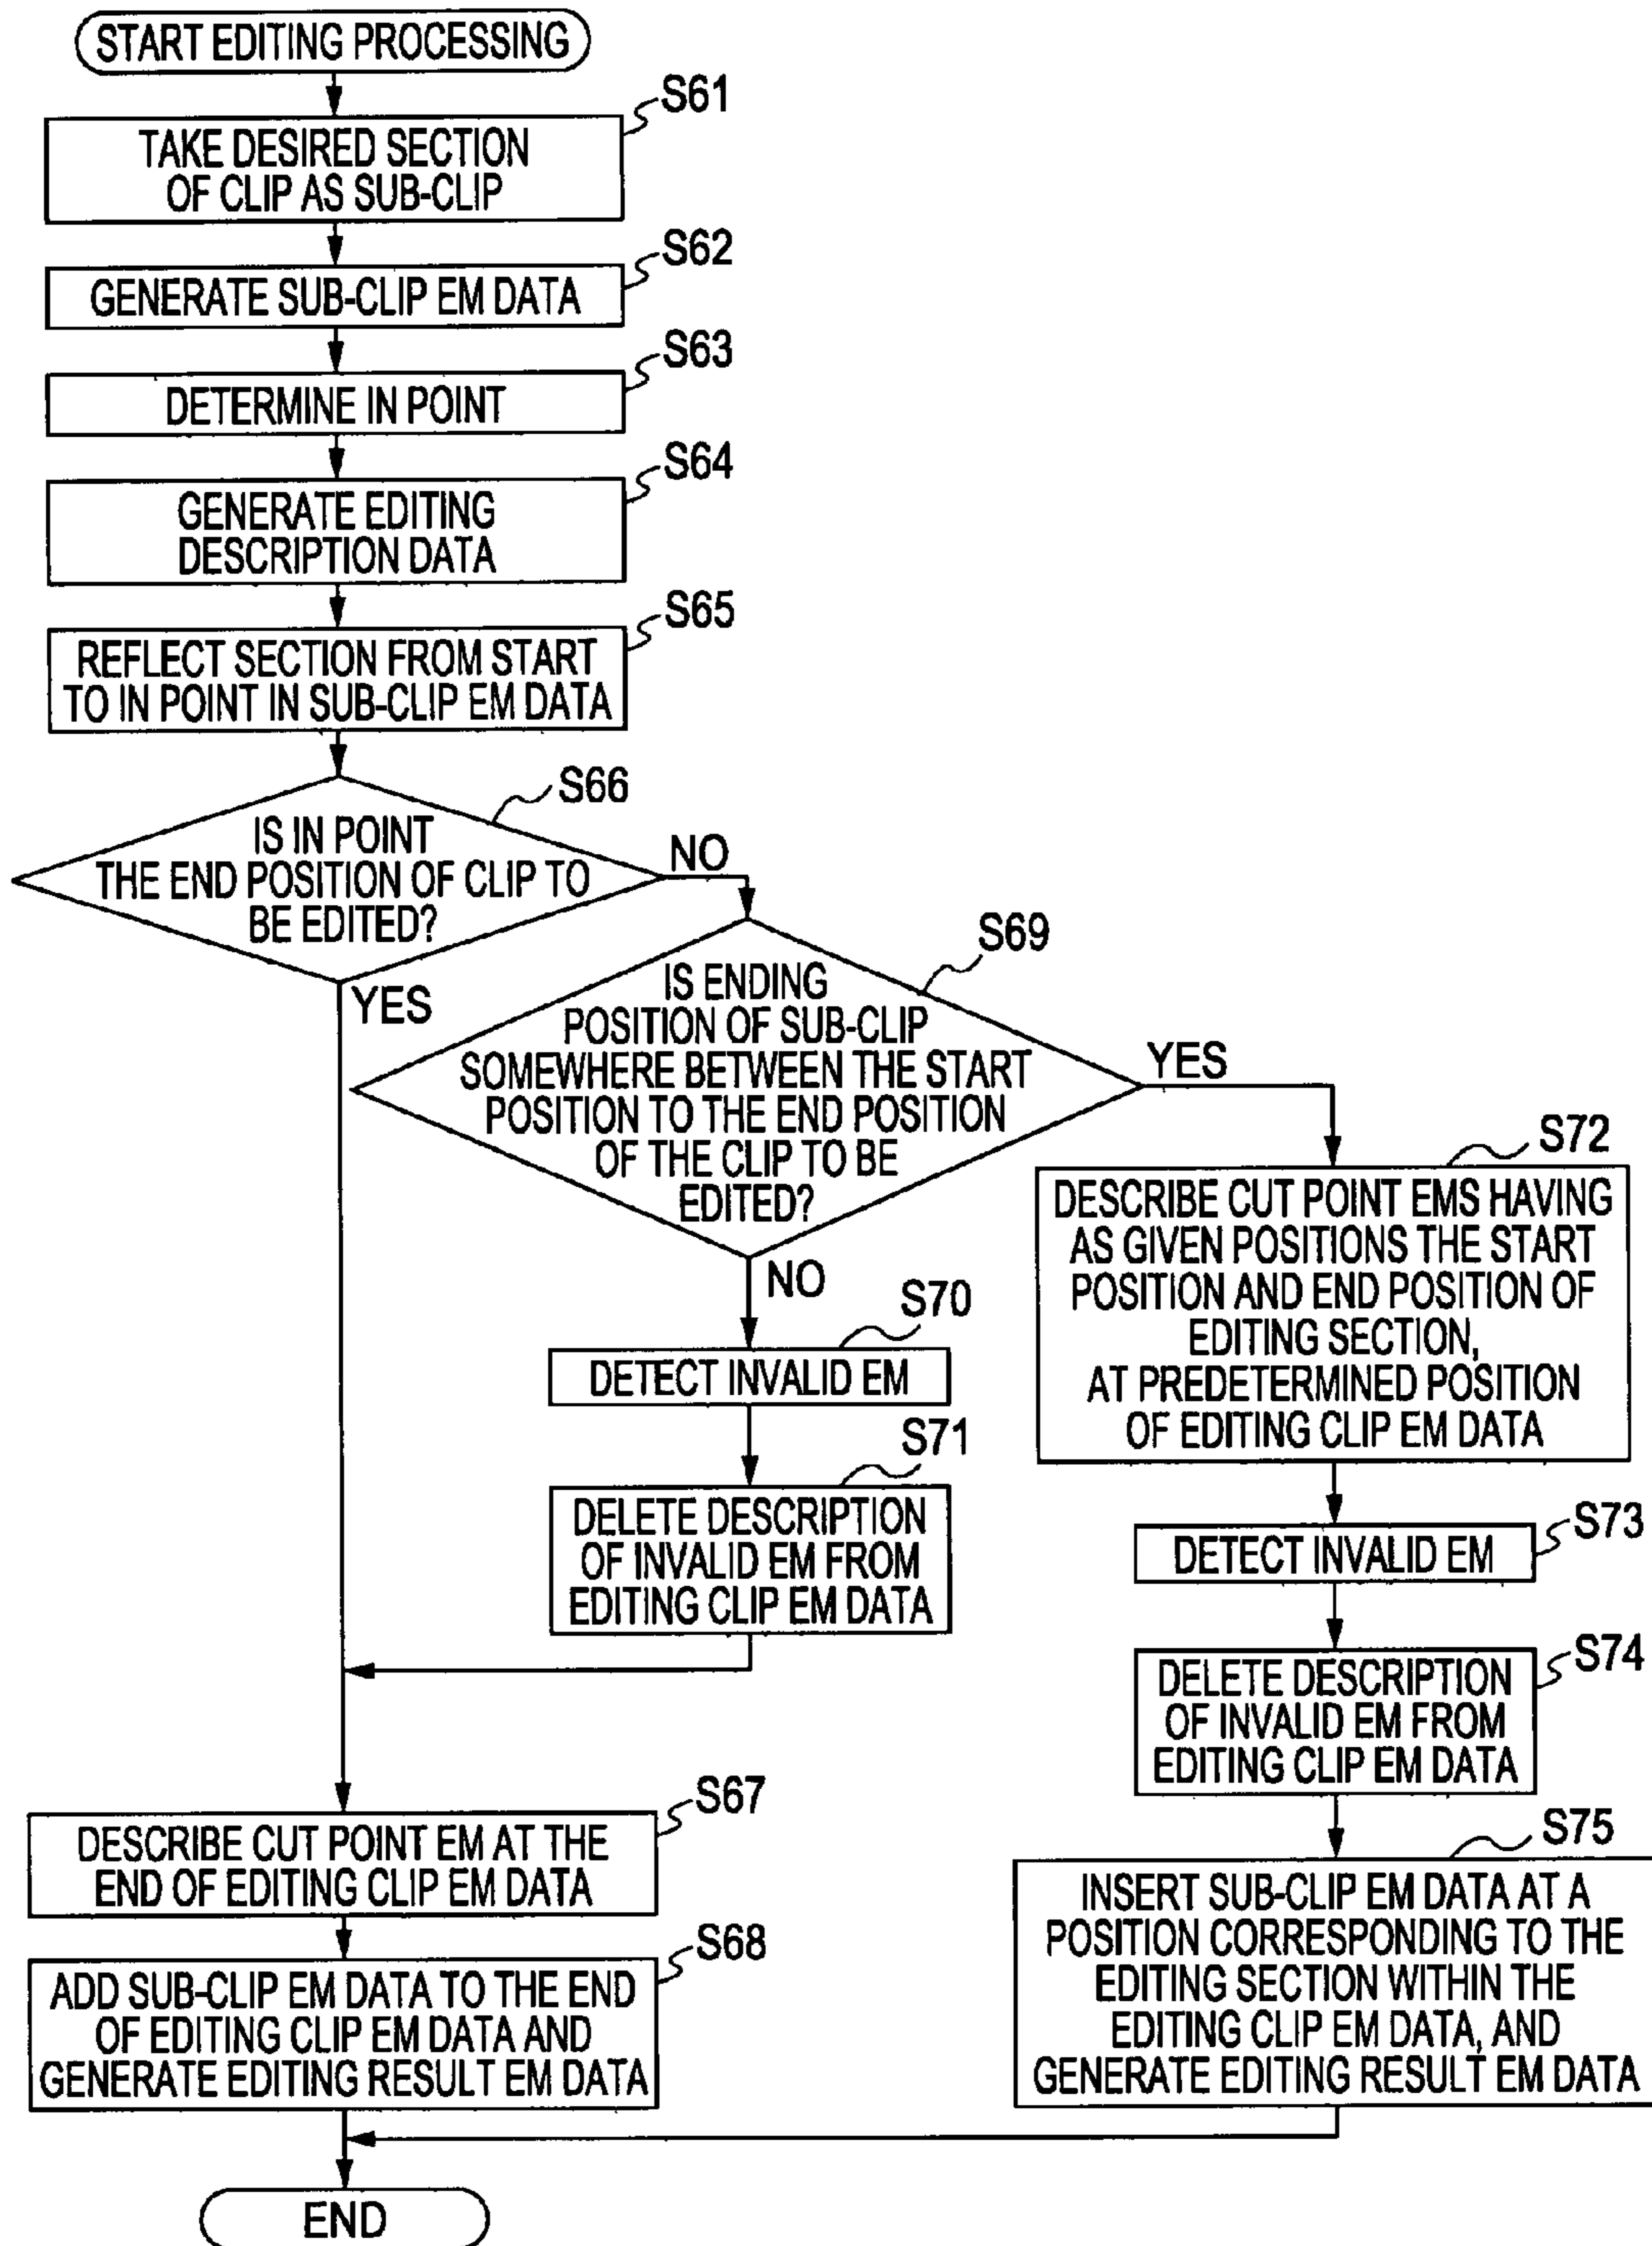 START EDITING PROCESSING
S61
TAKE DESIRED SECTION
OF CLIP AS SUB-CLIP
S62
GENERATE SUB-CLIP EM DATA
S63
DETERMINE IN POINT
S64
GENERATE EDITING
DESCRIPTION DATA
S65
REFLECT SECTION FROM START
TO IN POINT IN SUB-CLIP EM DATA
S66
IS IN POINT
THE END POSITION OF CLIP TO
BE EDITED?
NO
YES
S69
IS ENDING
POSITION OF SUB-CLIP
SOMEWHERE BETWEEN THE START
POSITION TO THE END POSITION
OF THE CLIP TO BE
EDITED?
YES
NO
S70
DETECT INVALID EM
S71
DELETE DESCRIPTION
OF INVALID EM FROM
EDITING CLIP EM DATA
S72
DESCRIBE CUT POINT EMS HAVING
AS GIVEN POSITIONS THE START
POSITION AND END POSITION OF
EDITING SECTION,
AT PREDETERMINED POSITION
OF EDITING CLIP EM DATA
S73
DETECT INVALID EM
S74
DELETE DESCRIPTION
OF INVALID EM FROM
EDITING CLIP EM DATA
S67
DESCRIBE CUT POINT EM AT THE
END OF EDITING CLIP EM DATA
S68
ADD SUB-CLIP EM DATA TO THE END
OF EDITING CLIP EM DATA AND
GENERATE EDITING RESULT EM DATA
S75
INSERT SUB-CLIP EM DATA AT A
POSITION CORRESPONDING TO THE
EDITING SECTION WITHIN THE
EDITING CLIP EM DATA, AND
GENERATE EDITING RESULT EM DATA
END